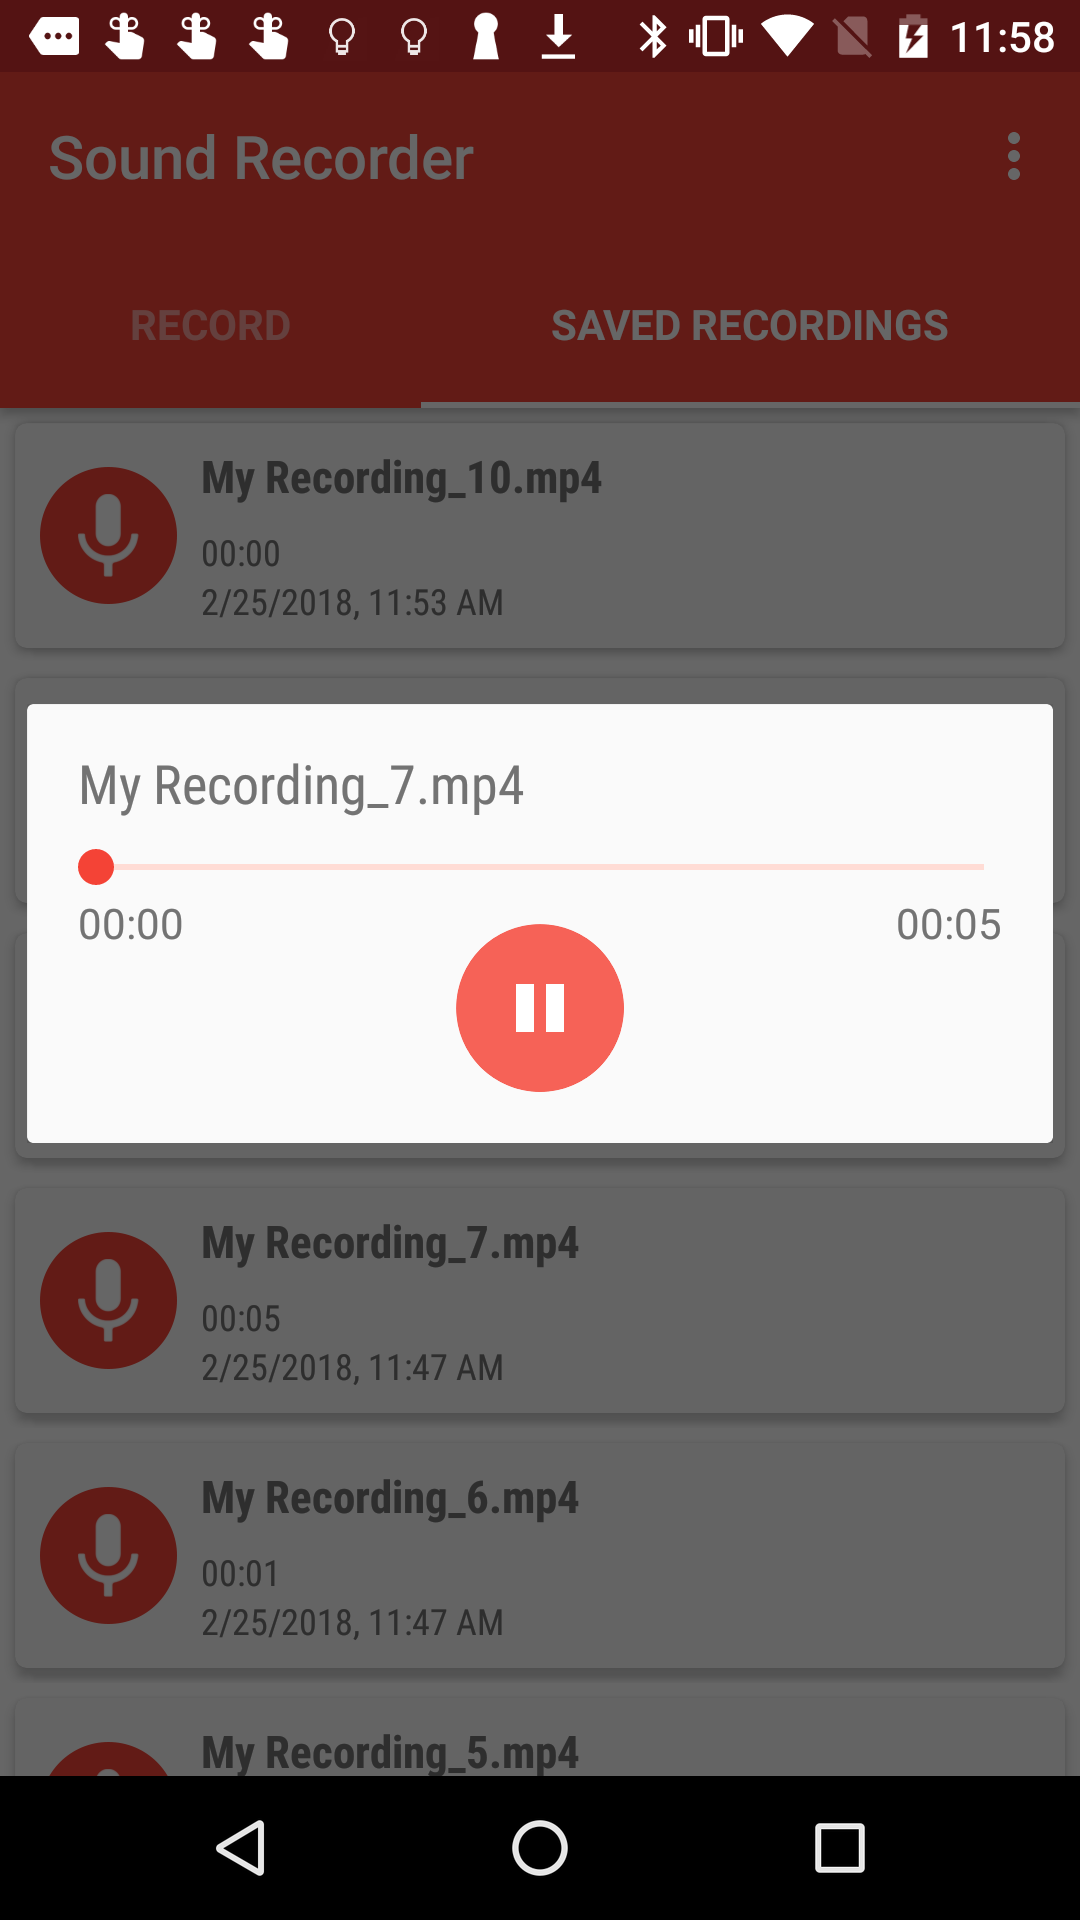 11:58
Sound Recorder
RECORD
SAVED RECORDINGS
My Recording_10.mp4
00:00
2/25/2018, 11:53 AM
My Recording_7.mp4
00:00
00:05
My Recording_7.mp4
00:05
2/25/2018, 11:47 AM
My Recording_6.mp4
00:01
2/25/2018, 11:47 AM
My Recording_5.mp4